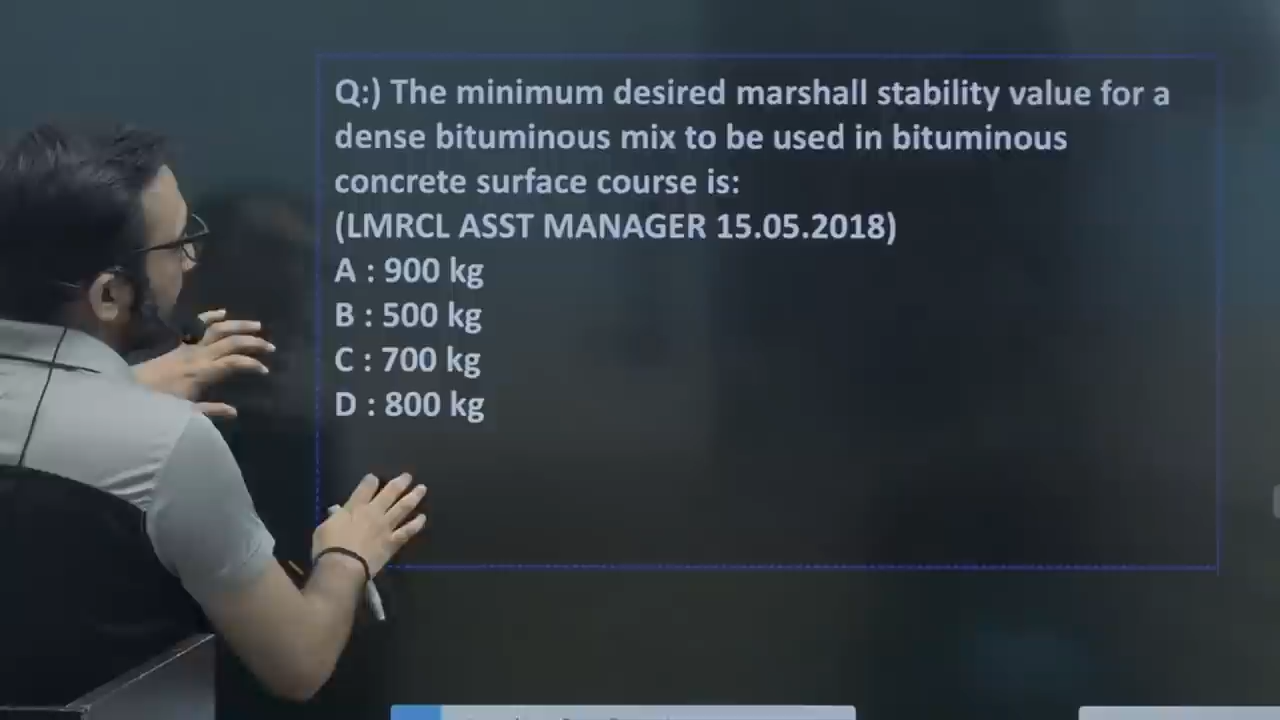 Q:) The minimum desired marshall stability value for a
dense bituminous mix to be used in bituminous
concrete surface course is:
(LMRCL ASST MANAGER 15.05.2018)
A : 900 kg
B : 500 kg
C : 700 kg
D : 800 kg